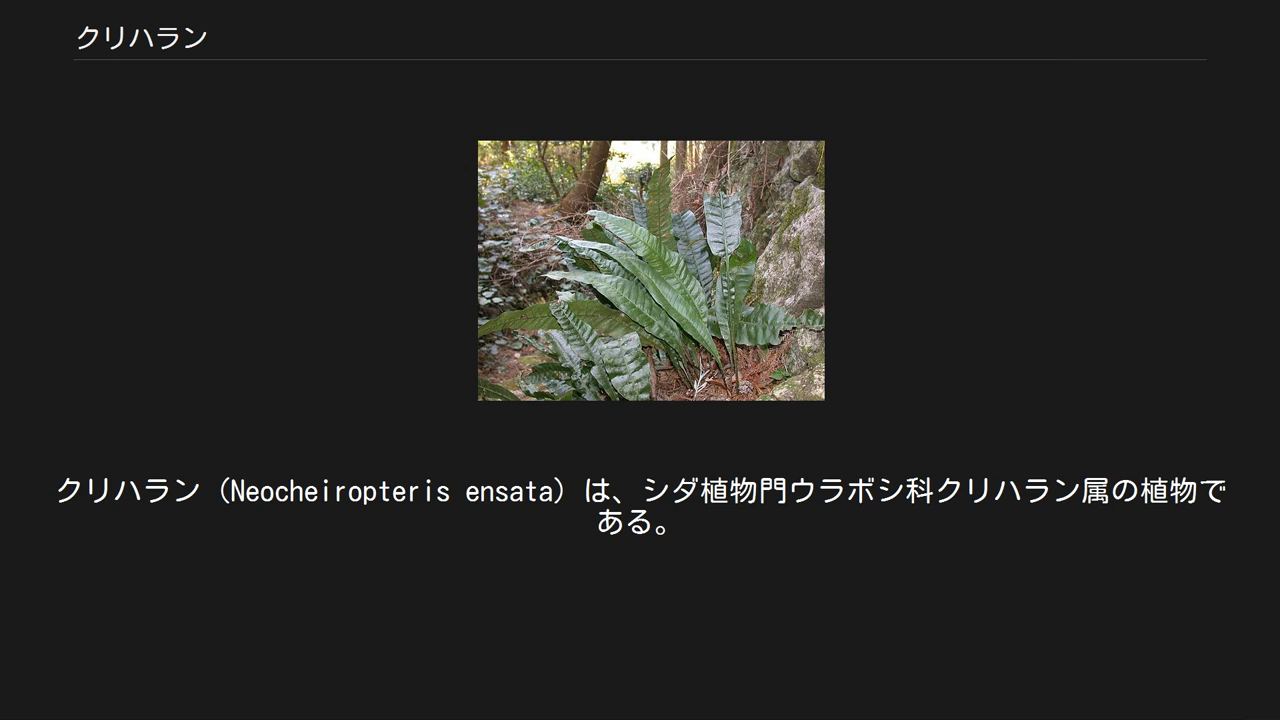 クリハラン
クリハラン（Neocheiropteris ensata）は、シダ植物門ウラボシ科クリハラン属の植物で
ある。